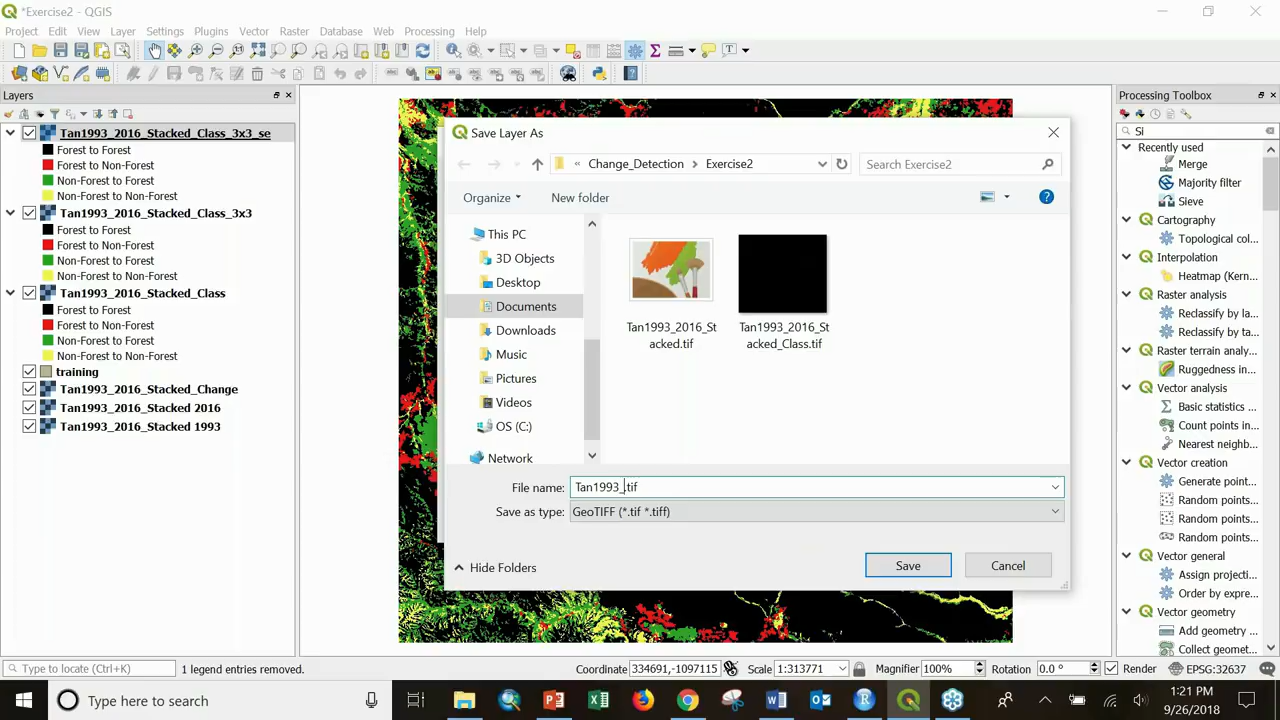 *Exercise2 - QGIS
Project Edit View Layer Settings Plugins Vector Raster Database Web Processing Help
Layers
Tan1993_2016_Stacked_Class_3x3_se
Forest to Forest
Forest to Non-Forest
Non-Forest to Forest
Non-Forest to Non-Forest
Tan1993_2016_Stacked_Class_3x3
Forest to Forest
Forest to Non-Forest
Non-Forest to Forest
Non-Forest to Non-Forest
Tan1993_2016_Stacked_Class
Forest to Forest
Forest to Non-Forest
Non-Forest to Forest
Non-Forest to Non-Forest
training
Tan1993_2016_Stacked_Change
Tan1993_2016_Stacked 2016
Tan1993_2016_Stacked 1993
Save Layer As
« Change_Detection Exercise2
Search Exercise2
Organize New folder
This PC
3D Objects
Desktop
Documents
Downloads
Music
Pictures
Videos
OS (C:)
Network
Tan1993_2016_St
acked.tif
Tan1993_2016_St
acked_Class.tif
File name: Tan1993_.tif
Save as type: GeoTIFF (*.tif *.tiff)
Hide Folders
Save Cancel
Processing Toolbox
Si
Recently used
Merge
Majority filter
Sieve
Cartography
Topological col...
Interpolation
Heatmap (Kern...
Raster analysis
Reclassify by la...
Reclassify by ta...
Raster terrain analy...
Ruggedness in...
Vector analysis
Basic statistics ...
Count points in...
Nearest neighb...
Vector creation
Generate point...
Random points...
Random points...
Random points...
Vector general
Assign projecti...
Order by expre...
Vector geometry
Add geometry ...
Collect geomet...
Type to locate (Ctrl+K) 1 legend entries removed. Coordinate 334691,-1097115 Scale 1:313771 Magnifier 100% Rotation 0.0 ° Render EPSG:32637
Type here to search
1:21 PM
9/26/2018